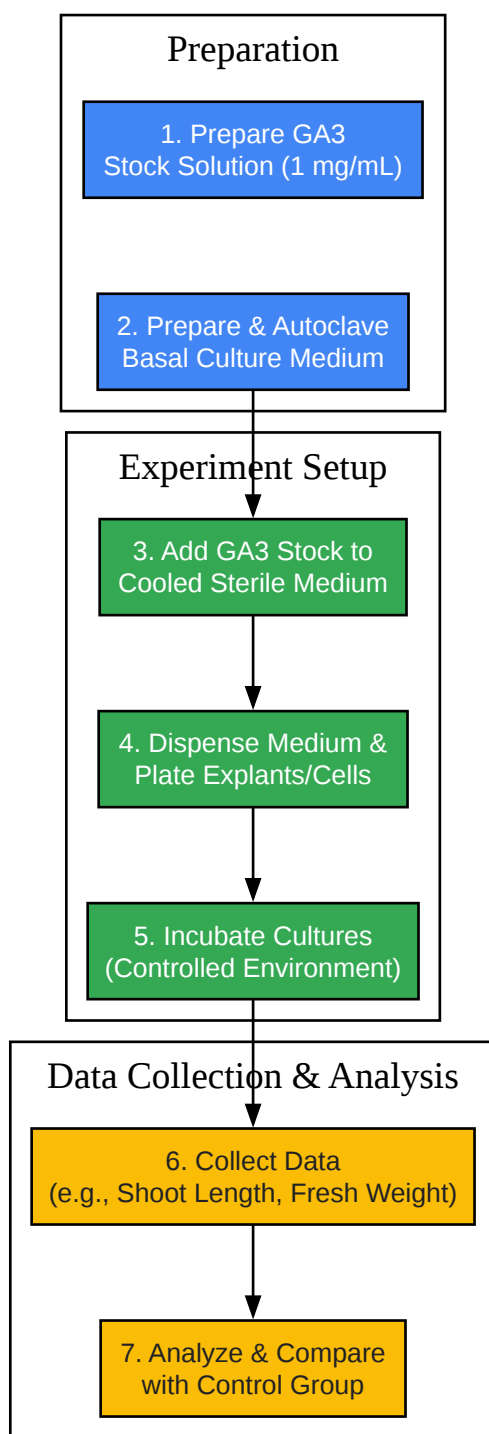 Preparation
1. Prepare GA3
Stock Solution (1 mg/mL)
2. Prepare & Autoclave
Basal Culture Medium
Experiment Setup
3. Add GA3 Stock to
Cooled Sterile Medium
4. Dispense Medium &
Plate Explants/Cells
5. Incubate Cultures
(Controlled Environment)
Data Collection & Analysis
6. Collect Data
(e.g., Shoot Length, Fresh Weight)
7. Analyze & Compare
with Control Group